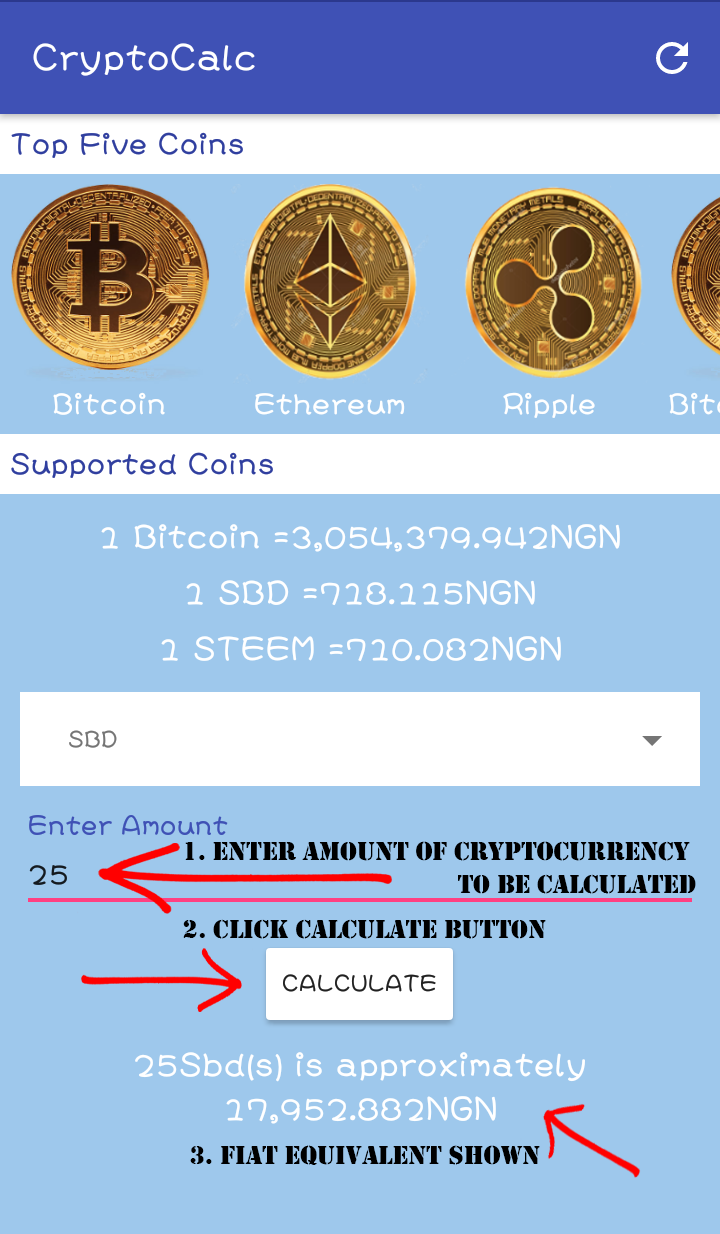 CryptoCalc
Top Five Coins
Bitcoin
Ethereum
Ripple
Bit
Supported Coins
1 Bitcoin =3,054,379.942NGN
1 SBD =718.115NGN
1 STEEM =710.082NGN
SBD
Enter Amount
1. ENTER AMOUNT OF CRYPTOCURRENCY
25
TO BE CALCULATED
2. CLICK CALCULATE BUTTON
CALCULATE
25Sbd(s) is approximately
17,952.882NGN
3. FIAT EQUIVALENT SHOWN